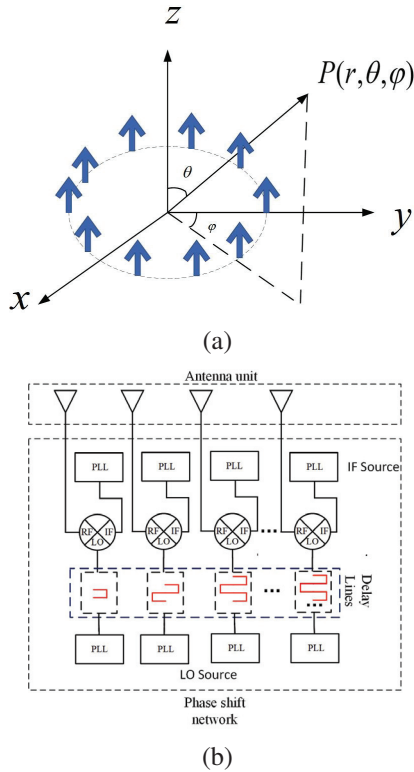 z
P(r,θ,φ)
θ
φ
y
x
(a)
Antenna unit
PLL PLL PLL PLL IF Source
RF IF LO RF IF LO RF IF LO ... RF IF LO
... ...
Delay Lines
PLL PLL PLL PLL
LO Source
Phase shift
network
(b)